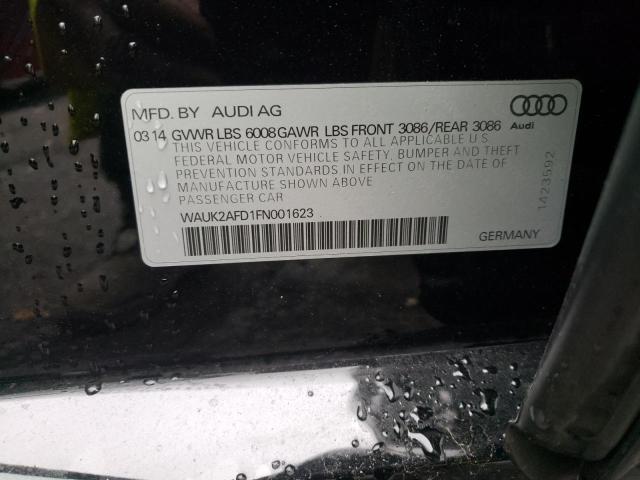 MFD. BY AUDI AG
03 14 GVWR LBS 6008 GAWR LBS FRONT 3086/REAR 3086
Audi
THIS VEHICLE CONFORMS TO ALL APPLICABLE U S
FEDERAL MOTOR VEHICLE SAFETY, BUMPER AND THEFT
PREVENTION STANDARDS IN EFFECT ON THE DATE OF
MANUFACTURE SHOWN ABOVE
PASSENGER CAR
WAUK2AFD1FN001623
GERMANY
1423592